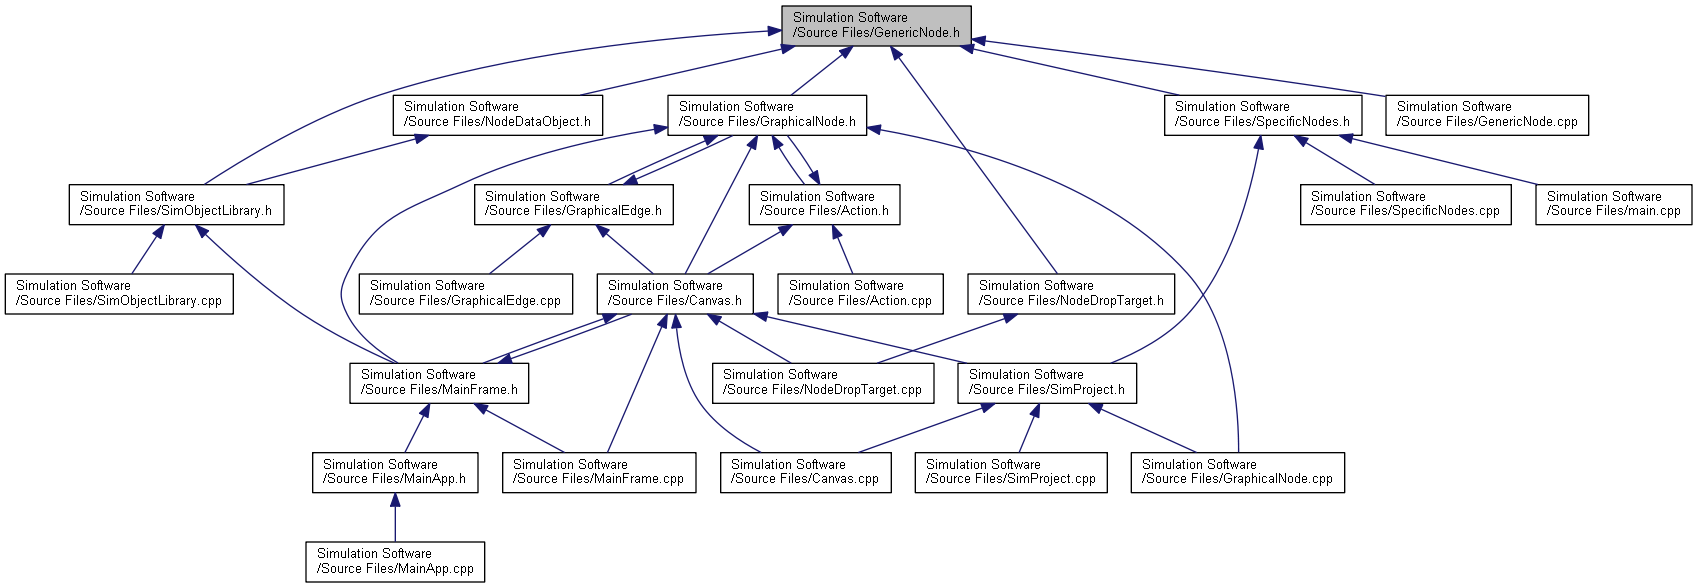 Simulation Software
/Source Files/GenericNode.h
Simulation Software
/Source Files/NodeDataObject.h
Simulation Software
/Source Files/GraphicalNode.h
Simulation Software
/Source Files/SpecificNodes.h
Simulation Software
/Source Files/GenericNode.cpp
Simulation Software
/Source Files/SimObjectLibrary.h
Simulation Software
/Source Files/GraphicalEdge.h
Simulation Software
/Source Files/Action.h
Simulation Software
/Source Files/SpecificNodes.cpp
Simulation Software
/Source Files/main.cpp
Simulation Software
/Source Files/SimObjectLibrary.cpp
Simulation Software
/Source Files/GraphicalEdge.cpp
Simulation Software
/Source Files/Canvas.h
Simulation Software
/Source Files/Action.cpp
Simulation Software
/Source Files/NodeDropTarget.h
Simulation Software
/Source Files/MainFrame.h
Simulation Software
/Source Files/NodeDropTarget.cpp
Simulation Software
/Source Files/SimProject.h
Simulation Software
/Source Files/MainApp.h
Simulation Software
/Source Files/MainFrame.cpp
Simulation Software
/Source Files/Canvas.cpp
Simulation Software
/Source Files/SimProject.cpp
Simulation Software
/Source Files/GraphicalNode.cpp
Simulation Software
/Source Files/MainApp.cpp